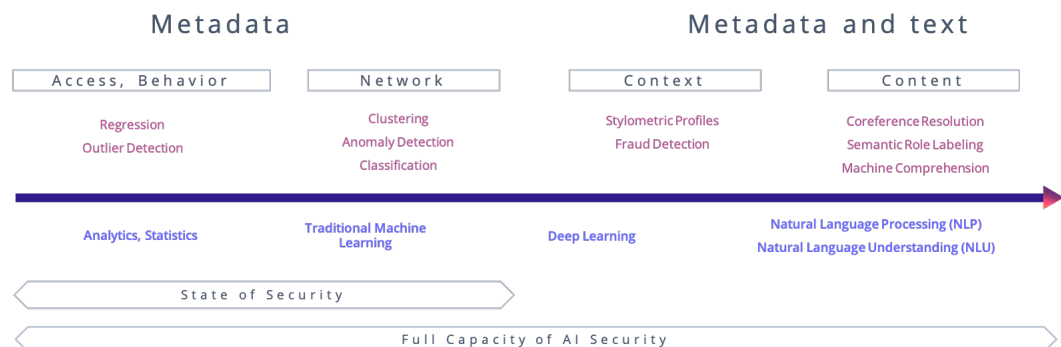 Metadata
Metadata and text
Access, Behavior
Network
Context
Content
Regression
Outlier Detection
Clustering
Anomaly Detection
Classification
Stylometric Profiles
Fraud Detection
Coreference Resolution
Semantic Role Labeling
Machine Comprehension
Analytics, Statistics
Traditional Machine
Learning
Deep Learning
Natural Language Processing (NLP)
Natural Language Understanding (NLU)
State of Security
Full Capacity of AI Security